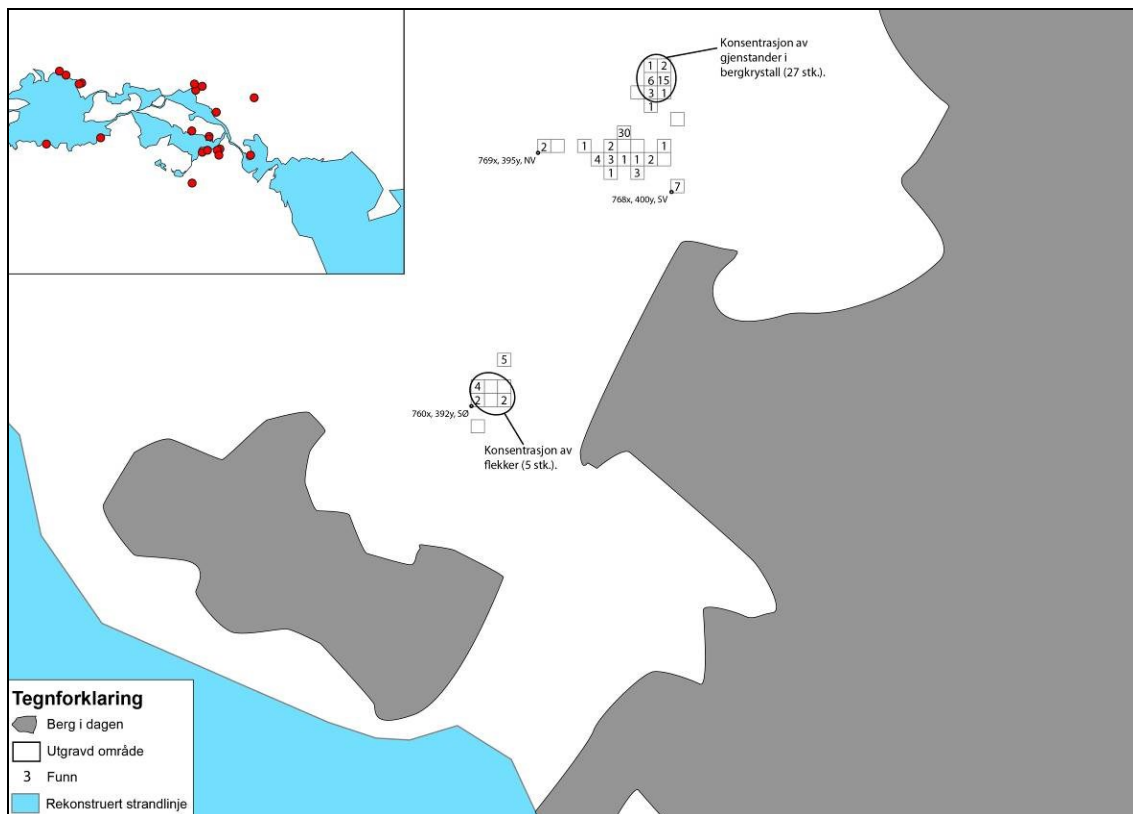 Konsentrasjon av
gjenstander i
bergkrystall (27 stk.).
1 2
6 15
3 1
1
30
2 1 2 1
769x, 395y, NV
4 3 1 1 2
1 3
7
768x, 400y, SV
5
4
2 2
760x, 392y, SØ
Konsentrasjon av
flekker (5 stk.).
Tegnforklaring
Berg i dagen
Utgravd område
3 Funn
Rekonstruert strandlinje